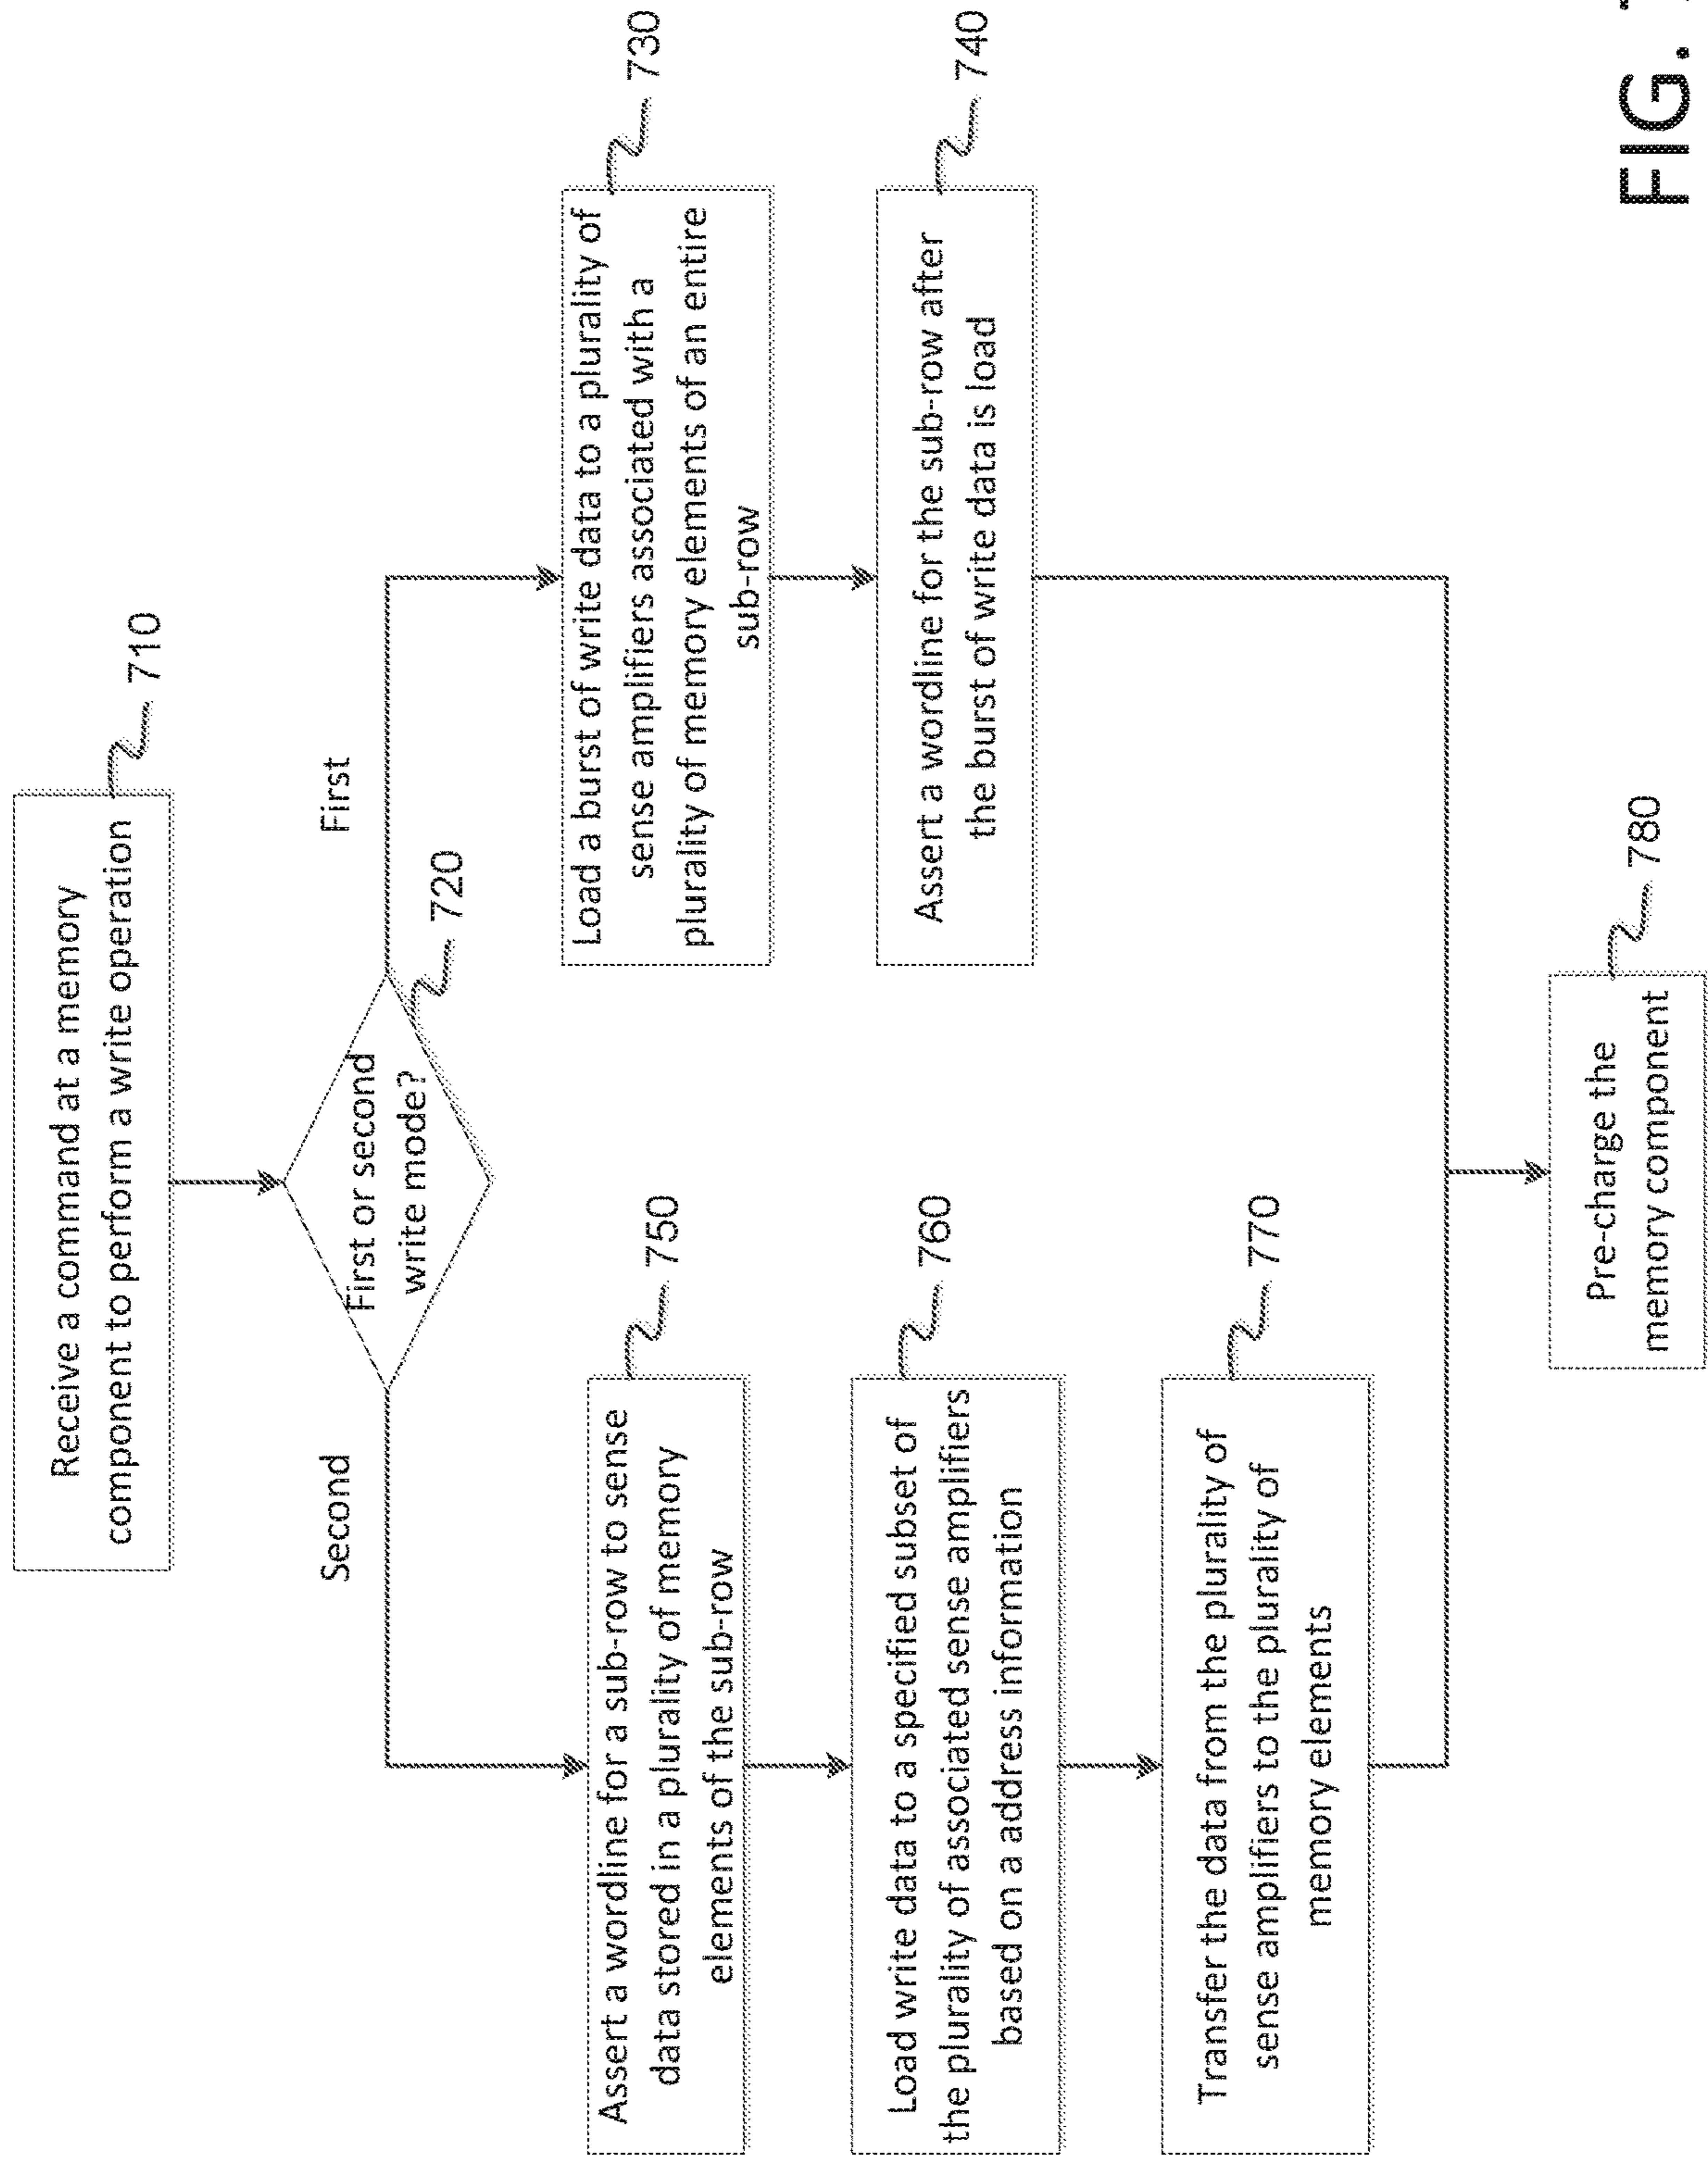 Receive a command at a memory
component to perform a write operation
710
First or second
write mode?
720
First
Second
Load a burst of write data to a plurality of
sense amplifiers associated with a
plurality of memory elements of an entire
sub-row
730
Assert a wordline for the sub-row after
the burst of write data is load
740
Assert a wordline for a sub-row to sense
data stored in a plurality of memory
elements of the sub-row
750
Load write data to a specified subset of
the plurality of associated sense amplifiers
based on a address information
760
Transfer the data from the plurality of
sense amplifiers to the plurality of
memory elements
770
Pre-charge the
memory component
780
FIG.